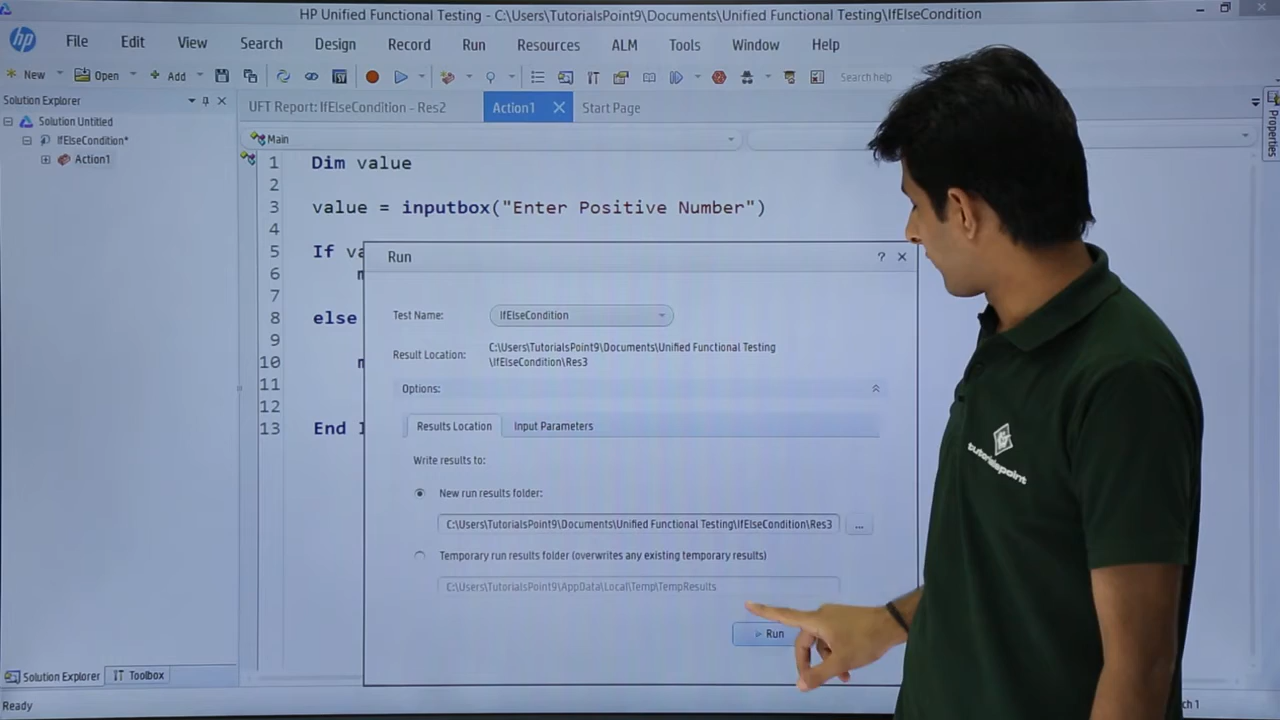 HP Unified Functional Testing - C:\Users\TutorialsPoint9\Documents\Unified Functional Testing\IfElseCondition
hp File Edit View Search Design Record Run Resources ALM Tools Window Help
New Open Add Search help
Solution Explorer
UFT Report: IfElseCondition - Res2 Action1 Start Page
Solution Untitled
IfElseCondition*
Action1
Main
Properties
1 Dim value
2
3 value = inputbox("Enter Positive Number")
4
5 If va
6
7
8 else
9
10
11
12
13 End I
Run ?
Test Name: IfElseCondition
Result Location: C:\Users\TutorialsPoint9\Documents\Unified Functional Testing
\IfElseCondition\Res3
Options:
Results Location Input Parameters
Write results to:
New run results folder:
C:\Users\TutorialsPoint9\Documents\Unified Functional Testing\IfElseCondition\Res3 ...
Temporary run results folder (overwrites any existing temporary results)
C:\Users\TutorialsPoint9\AppData\Local\Temp\TempResults
Run
tutorialspoint
Solution Explorer Toolbox
Ready
ch 1